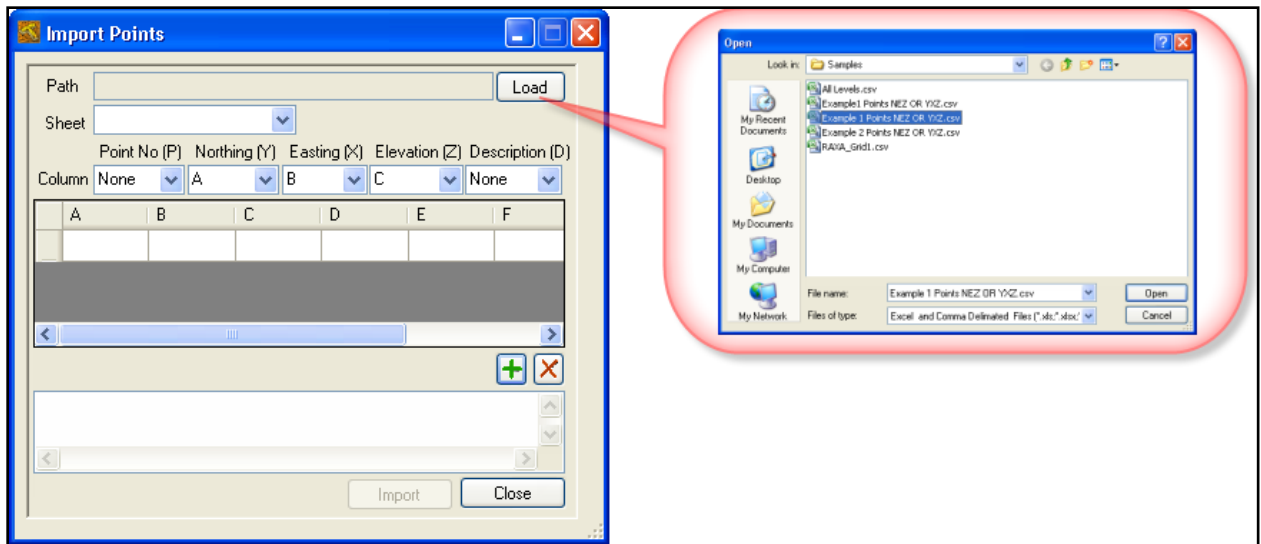 Import Points
Path Load
Sheet
Point No (P) Northing (Y) Easting (X) Elevation (Z) Description (D)
Column None A B C None
A B C D E F
Import Close
Open
Look in: Samples
My Recent Documents
Desktop
My Documents
My Computer
My Network
All Levels.csv
Example1 Points NEZ OR YXZ.csv
Example 1 Points NEZ OR YXZ.csv
Example 2 Points NEZ OR YXZ.csv
RAXA_Grid1.csv
File name: Example 1 Points NEZ OR YXZ.csv Open
Files of type: Excel and Comma Delimated Files (*.xls;*.xlsx;* Cancel